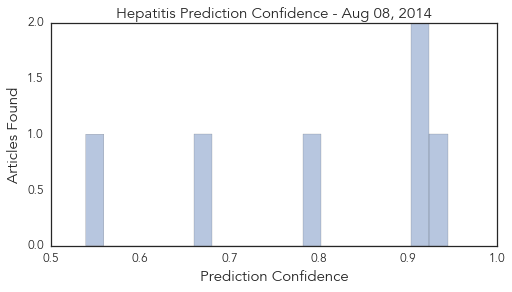 Hepatitis Prediction Confidence - Aug 08, 2014
2.0
1.5
1.0
0.5
0.0
Articles Found
0.5 0.6 0.7 0.8 0.9 1.0
Prediction Confidence